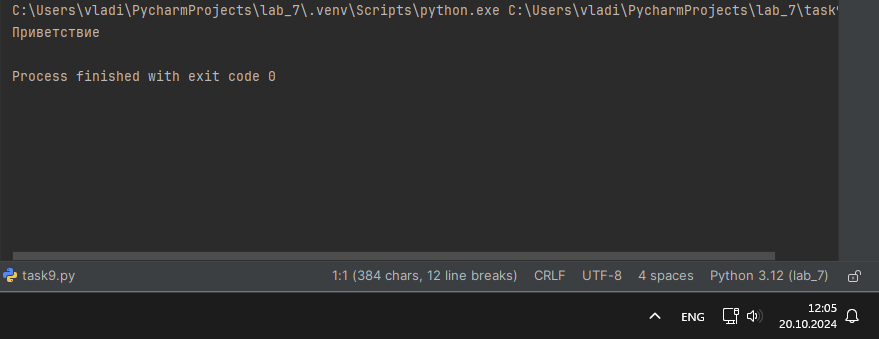 C:\Users\vladi\PycharmProjects\lab_7\.venv\Scripts\python.exe C:\Users\vladi\PycharmProjects\lab_7\task9
Приветствие
Process finished with exit code 0
task9.py 1:1 (384 chars, 12 line breaks) CRLF UTF-8 4 spaces Python 3.12 (lab_7)
ENG 12:05
20.10.2024